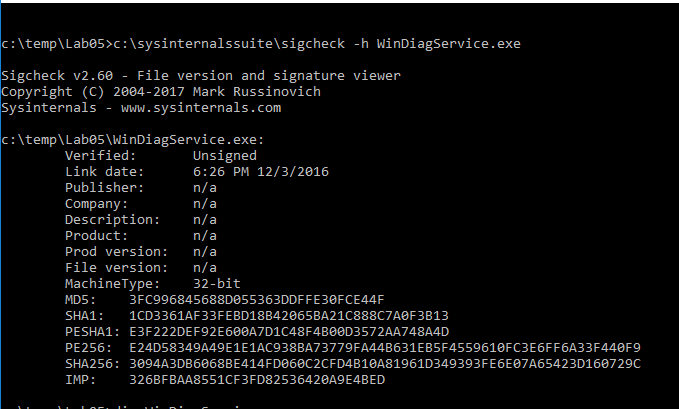 c:\temp\Lab05>c:\sysinternalssuite\sigcheck -h WinDiagService.exe
Sigcheck v2.60 - File version and signature viewer
Copyright (C) 2004-2017 Mark Russinovich
Sysinternals - www.sysinternals.com
c:\temp\Lab05\WinDiagService.exe:
Verified: Unsigned
Link date: 6:26 PM 12/3/2016
Publisher: n/a
Company: n/a
Description: n/a
Product: n/a
Prod version: n/a
File version: n/a
MachineType: 32-bit
MD5: 3FC996845688D055363DDFFE30FCE44F
SHA1: 1CD3361AF33FEBD18B42065BA21C888C7A0F3B13
PESHA1: E3F222DEF92E600A7D1C48F4B00D3572AA748A4D
PE256: E24D58349A49E1E1AC938BA73779FA44B631EB5F4559610FC3E6FF6A33F440F9
SHA256: 3094A3DB6068BE414FD060C2CFD4B10A81961D349393FE6E07A65423D160729C
IMP: 326BFBAA8551CF3FD82536420A9E4BED